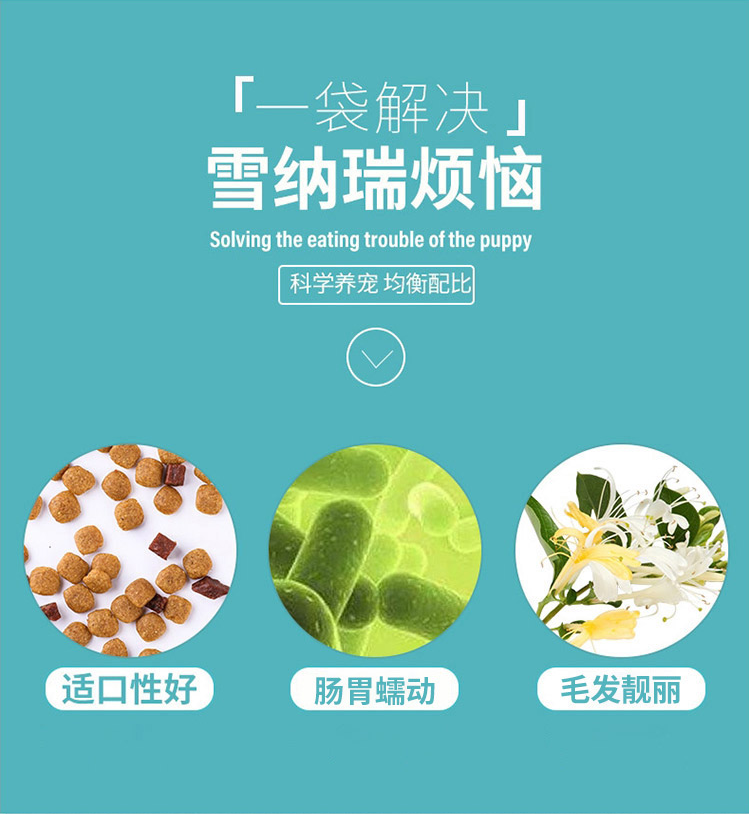 「一袋解决」
雪纳瑞烦恼
Solving the eating trouble of the puppy
科学养宠 均衡配比
适口性好
肠胃蠕动
毛发靓丽